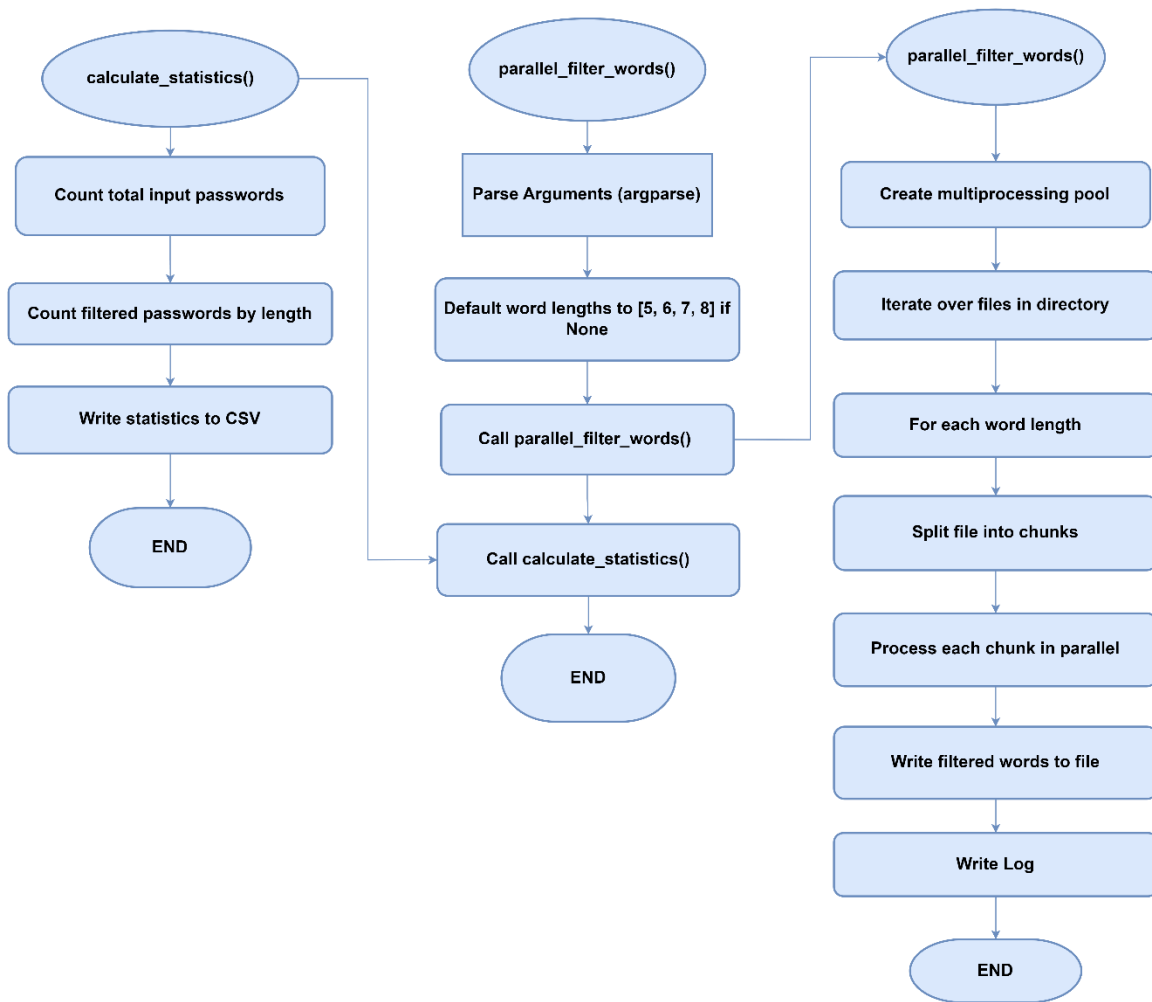 calculate_statistics()
Count total input passwords
Count filtered passwords by length
Write statistics to CSV
END
parallel_filter_words()
Parse Arguments (argparse)
Default word lengths to [5, 6, 7, 8] if
None
Call parallel_filter_words()
Call calculate_statistics()
END
parallel_filter_words()
Create multiprocessing pool
Iterate over files in directory
For each word length
Split file into chunks
Process each chunk in parallel
Write filtered words to file
Write Log
END